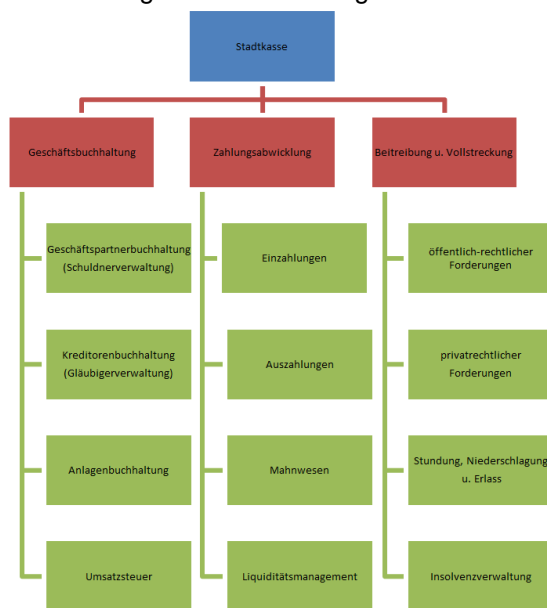 Stadtkasse
Geschäftsbuchhaltung
Zahlungsabwicklung
Beitreibung u. Vollstreckung
Geschäftspartnerbuchhaltung
(Schuldnerverwaltung)
Einzahlungen
öffentlich-rechtlicher
Forderungen
Kreditorenbuchhaltung
(Gläubigerverwaltung)
Auszahlungen
privatrechtlicher
Forderungen
Anlagenbuchhaltung
Mahnwesen
Stundung, Niederschlagung
u. Erlass
Umsatzsteuer
Liquiditätsmanagement
Insolvenzverwaltung